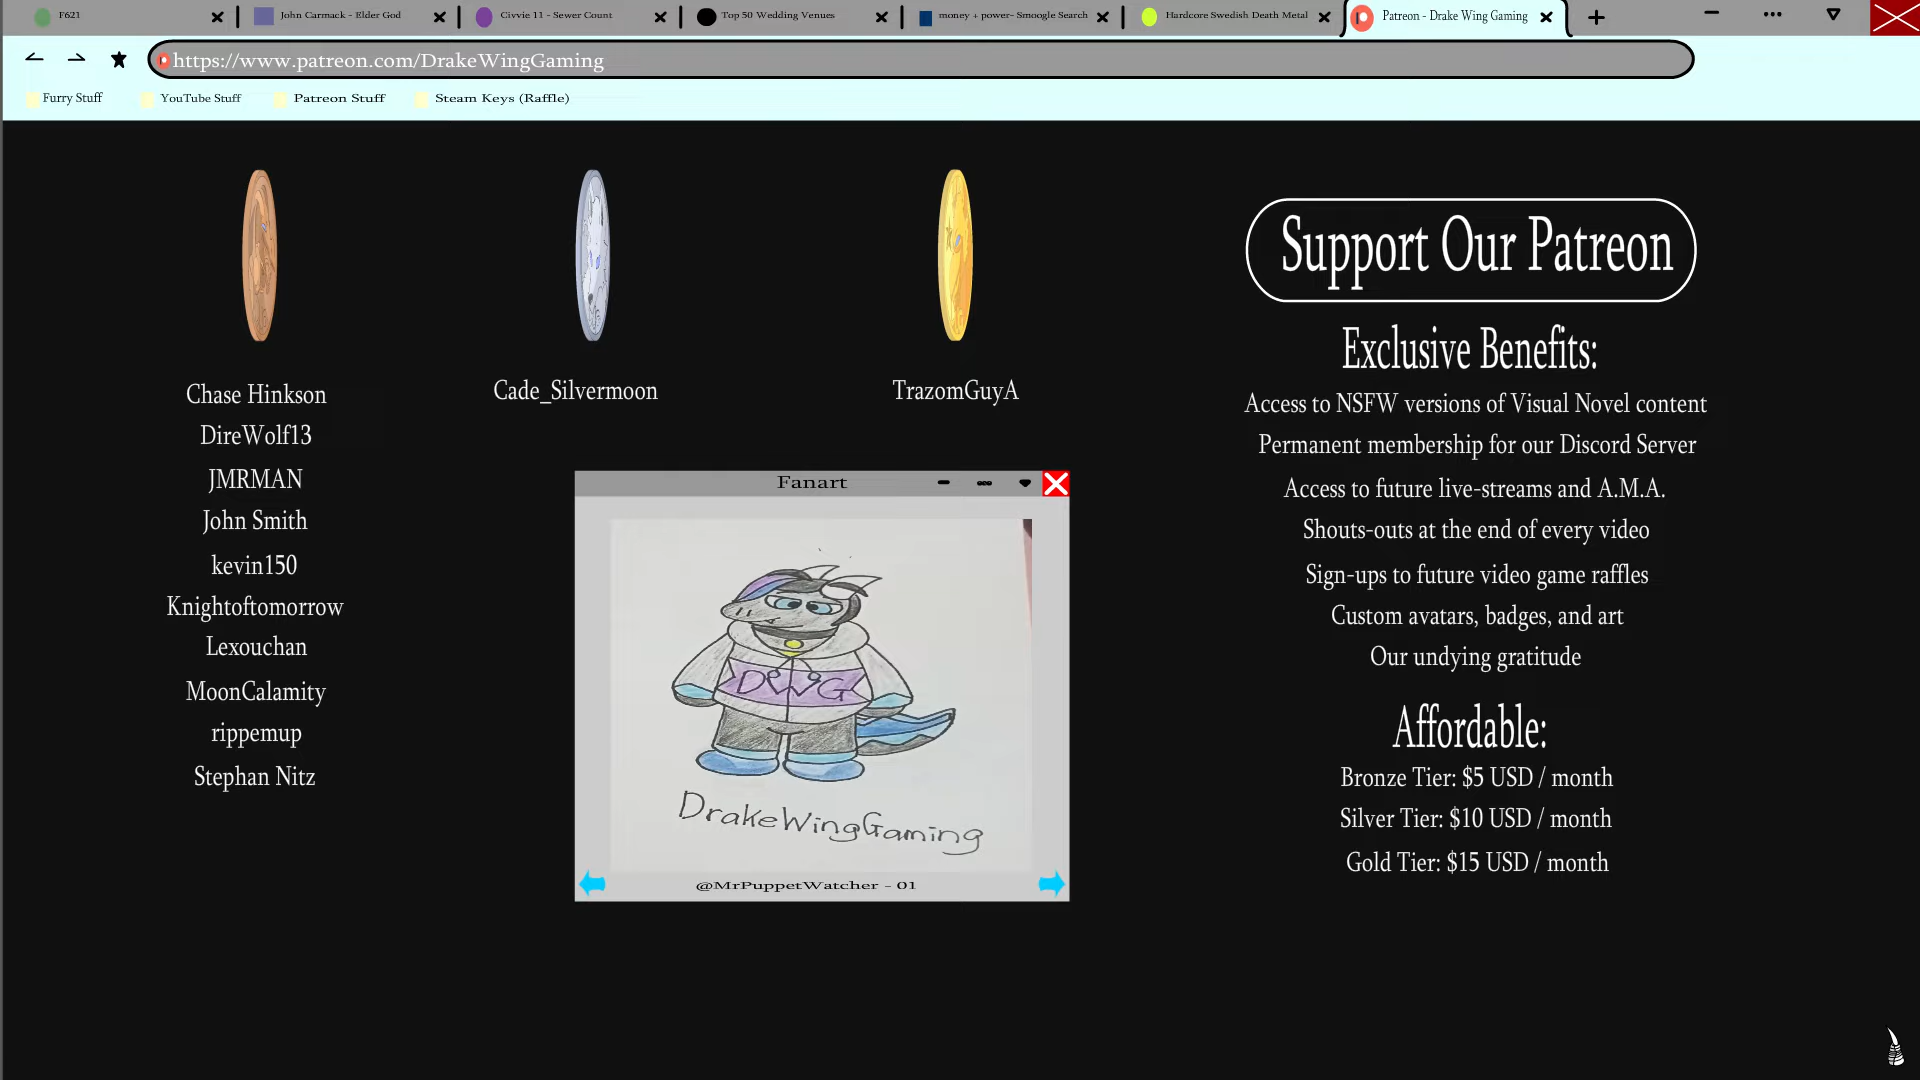 F621
John Carmack - Elder God
Civvie 11 - Sewer Count
Top 50 Wedding Venues
money + power- Smoogle Search
Hardcore Swedish Death Metal
Patreon - Drake Wing Gaming
https://www.patreon.com/DrakeWingGaming
Furry Stuff
YouTube Stuff
Patreon Stuff
Steam Keys (Raffle)
Chase Hinkson
DireWolf13
JMRMAN
John Smith
kevin150
Knightoftomorrow
Lexouchan
MoonCalamity
rippemup
Stephan Nitz
Cade_Silvermoon
TrazomGuyA
Fanart
DWG
DrakeWingGaming
@MrPuppetWatcher - 01
Support Our Patreon
Exclusive Benefits:
Access to NSFW versions of Visual Novel content
Permanent membership for our Discord Server
Access to future live-streams and A.M.A.
Shouts-outs at the end of every video
Sign-ups to future video game raffles
Custom avatars, badges, and art
Our undying gratitude
Affordable:
Bronze Tier: $5 USD / month
Silver Tier: $10 USD / month
Gold Tier: $15 USD / month